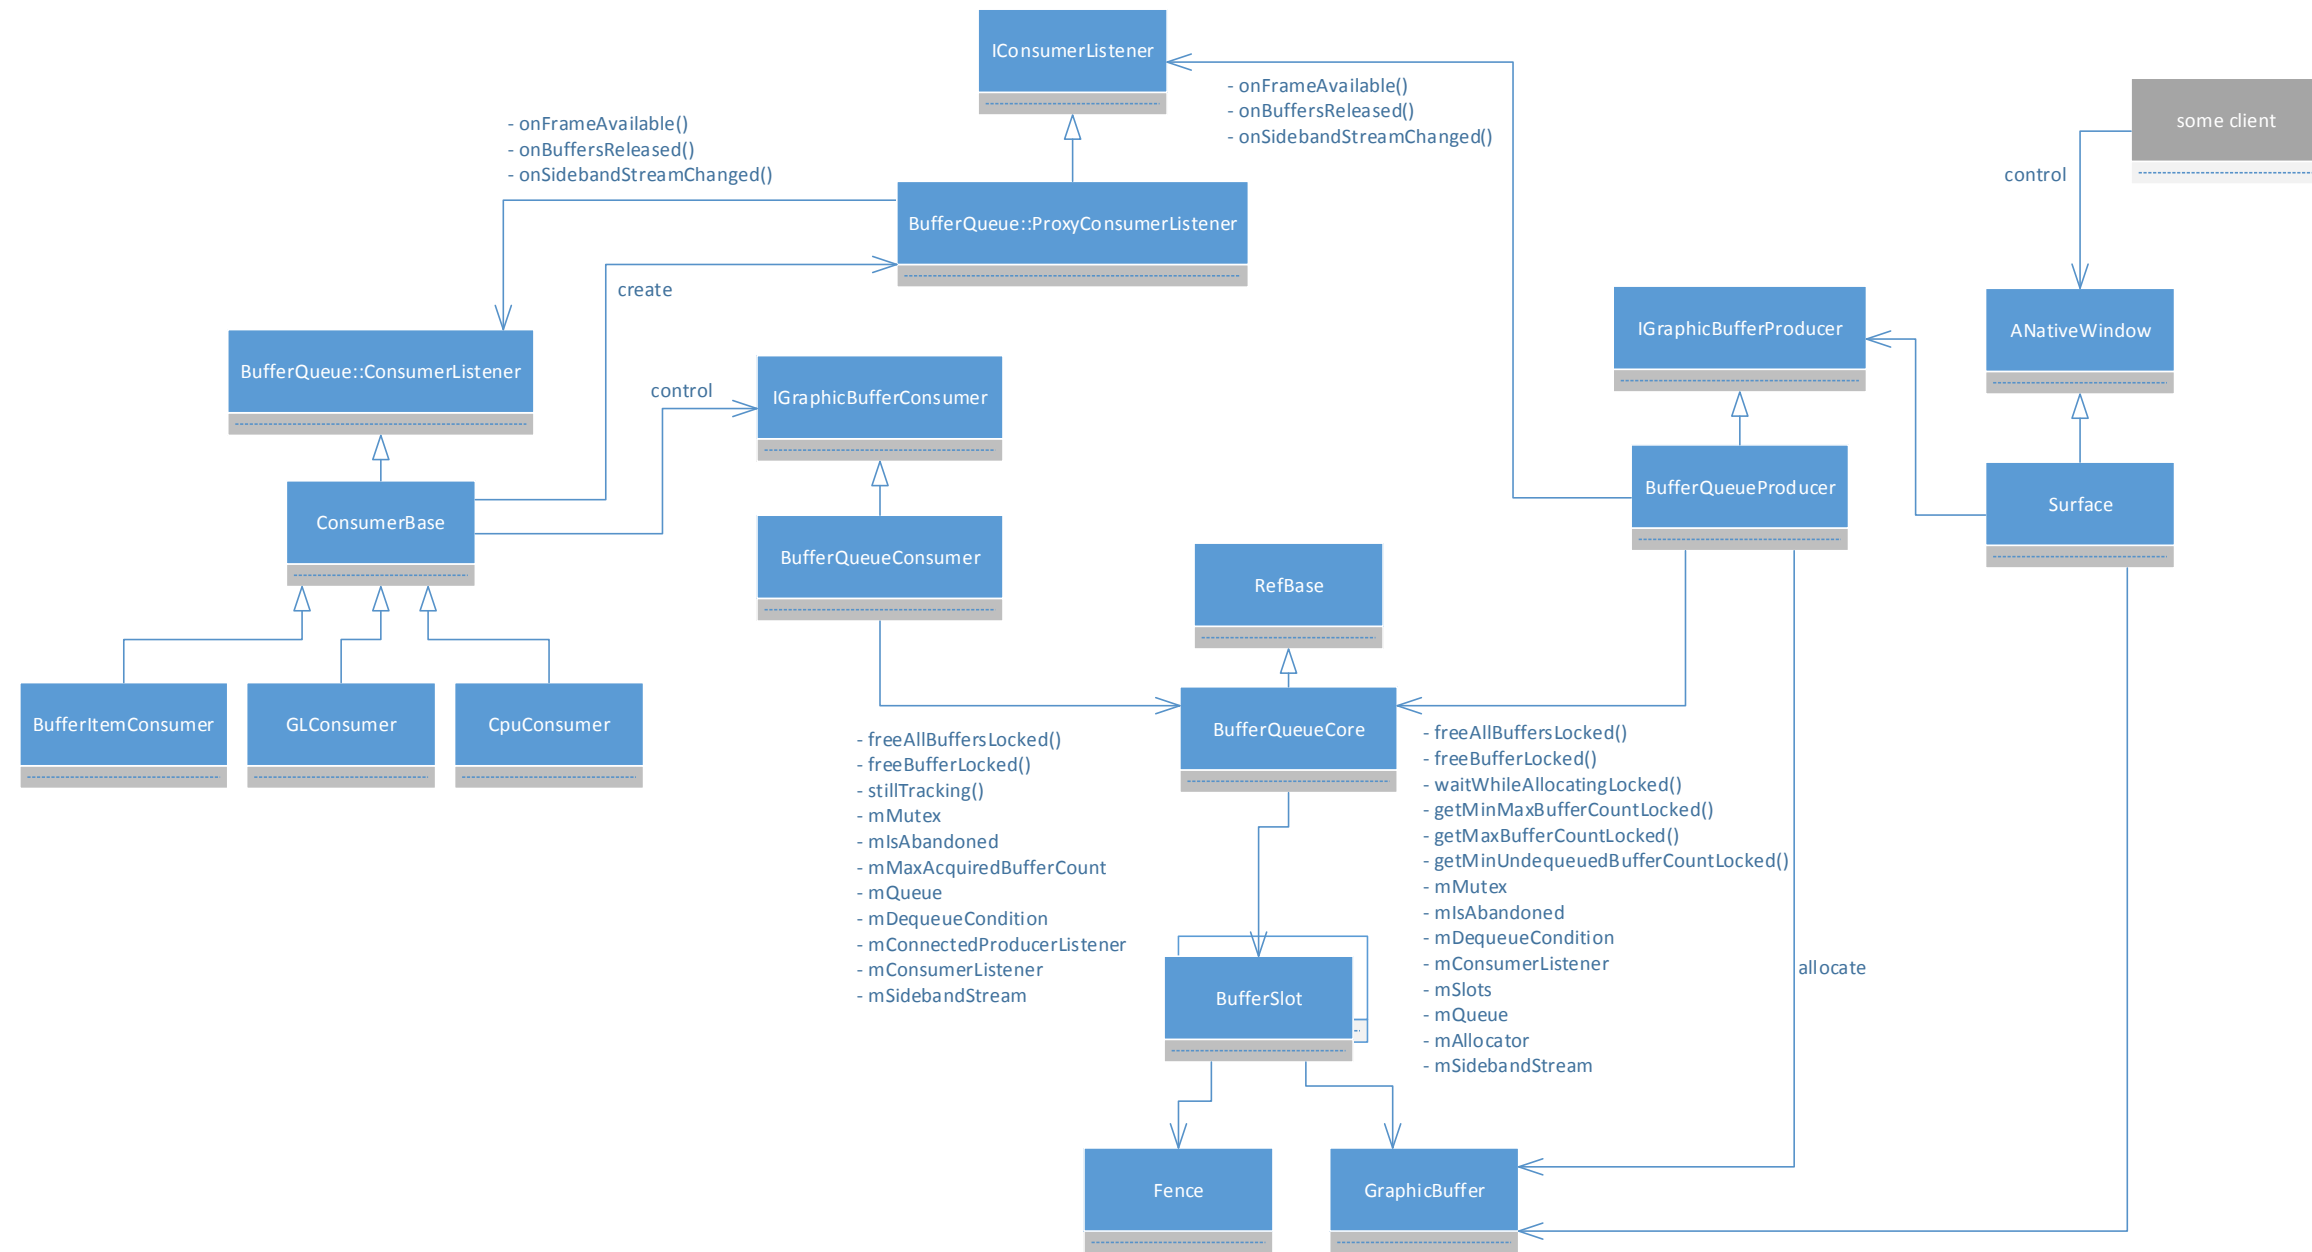 IConsumerListener
- onFrameAvailable()
- onBuffersReleased()
- onSidebandStreamChanged()
some client
- onFrameAvailable()
- onBuffersReleased()
- onSidebandStreamChanged()
control
BufferQueue::ProxyConsumerListener
create
IGraphicBufferProducer
ANativeWindow
BufferQueue::ConsumerListener
control
IGraphicBufferConsumer
BufferQueueProducer
Surface
ConsumerBase
BufferQueueConsumer
RefBase
BufferItemConsumer
GLConsumer
CpuConsumer
BufferQueueCore
- freeAllBuffersLocked()
- freeBufferLocked()
- stillTracking()
- mMutex
- mIsAbandoned
- mMaxAcquiredBufferCount
- mQueue
- mDequeueCondition
- mConnectedProducerListener
- mConsumerListener
- mSidebandStream
- freeAllBuffersLocked()
- freeBufferLocked()
- waitWhileAllocatingLocked()
- getMinMaxBufferCountLocked()
- getMaxBufferCountLocked()
- getMinUndequeuedBufferCountLocked()
- mMutex
- mIsAbandoned
- mDequeueCondition
- mConsumerListener
- mSlots
- mQueue
- mAllocator
- mSidebandStream
allocate
BufferSlot
Fence
GraphicBuffer